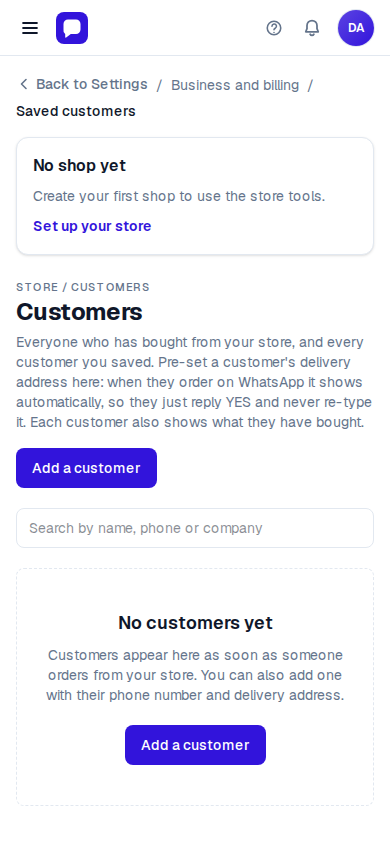 DA
Back to Settings / Business and billing /
Saved customers
No shop yet
Create your first shop to use the store tools.
Set up your store
STORE / CUSTOMERS
Customers
Everyone who has bought from your store, and every
customer you saved. Pre-set a customer's delivery
address here: when they order on WhatsApp it shows
automatically, so they just reply YES and never re-type
it. Each customer also shows what they have bought.
Add a customer
Search by name, phone or company
No customers yet
Customers appear here as soon as someone
orders from your store. You can also add one
with their phone number and delivery address.
Add a customer